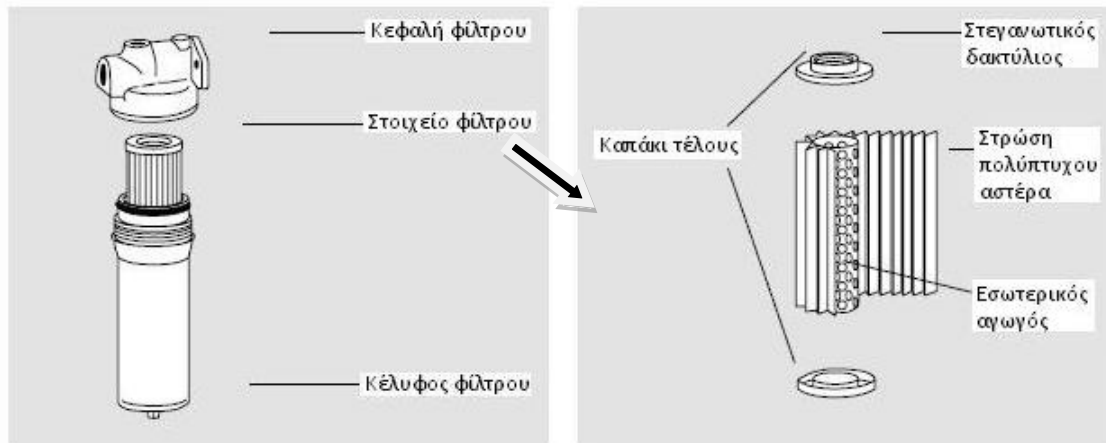 Κεφαλή φίλτρου
Στοιχείο φίλτρου
Κέλυφος φίλτρου
Στεγανωτικός
δακτύλιος
Καπάκι τέλους
Στρώση
πολύπτυχου
αστέρα
Εσωτερικός
αγωγός